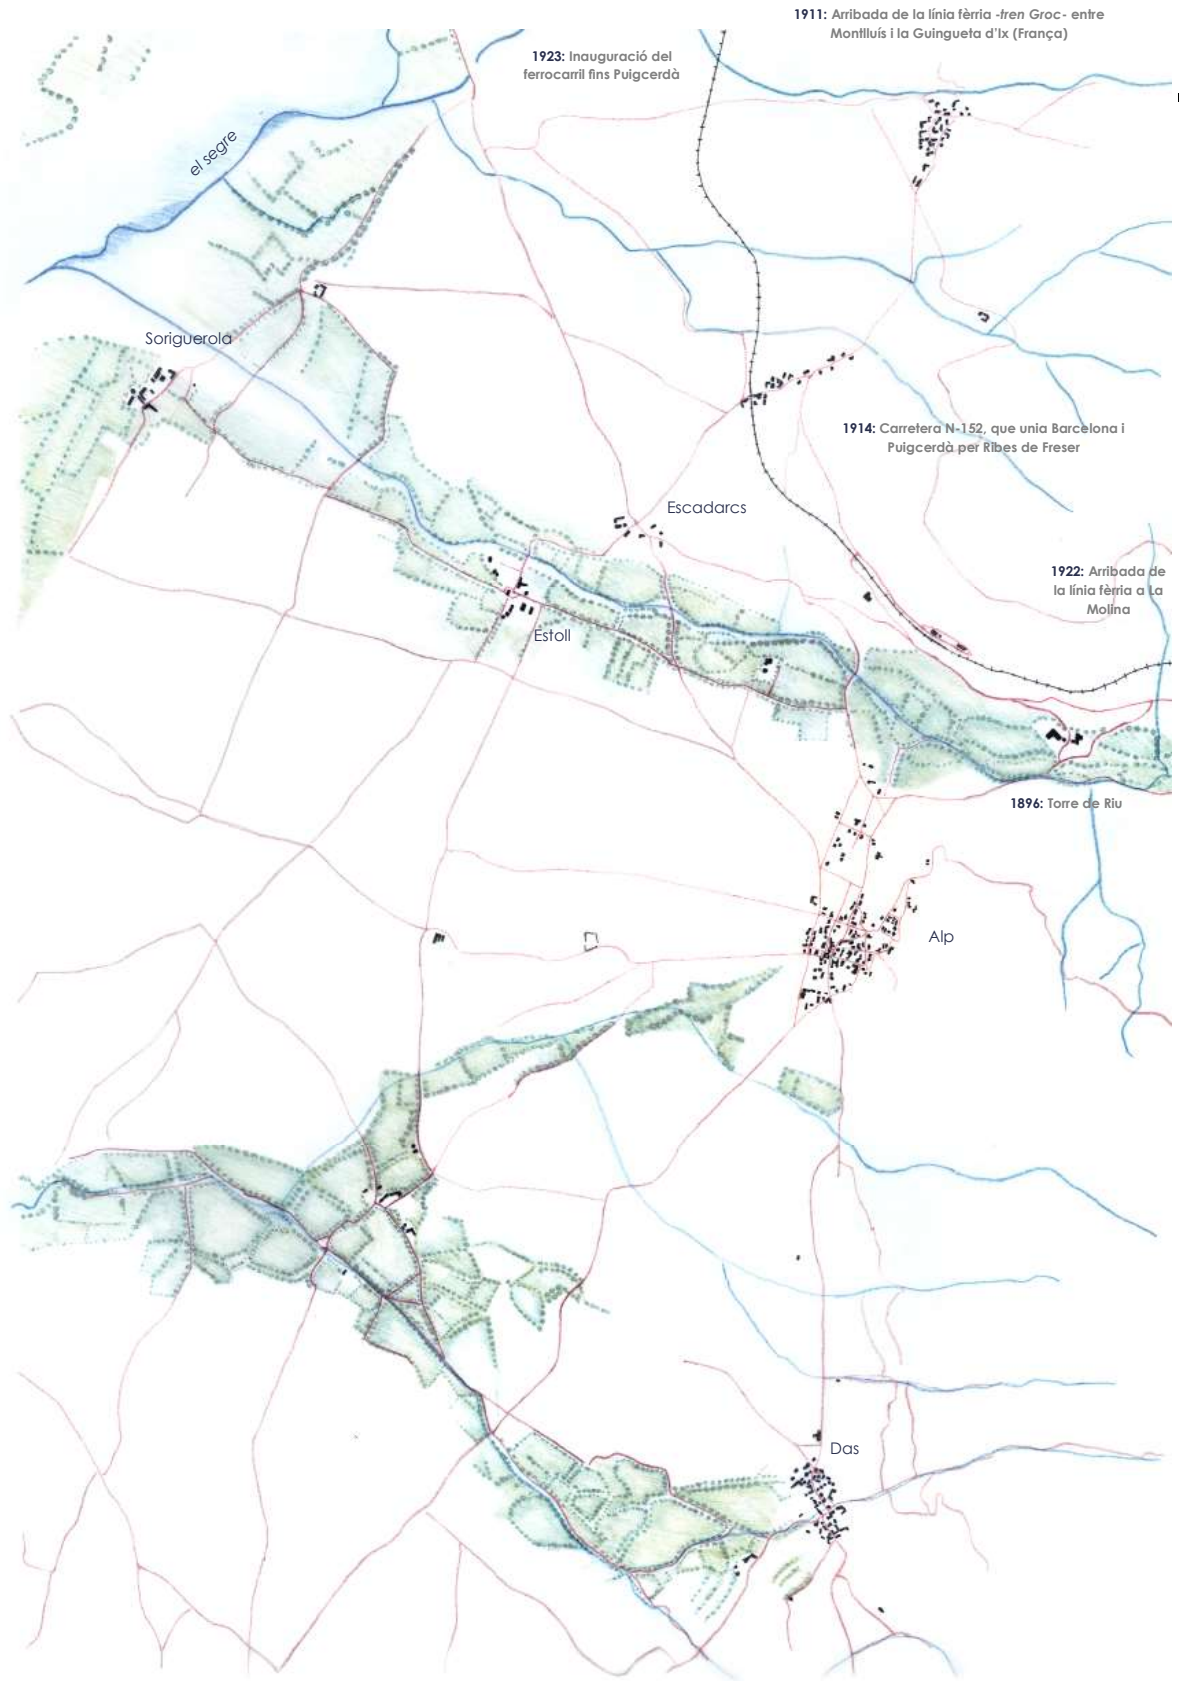 1911: Arribada de la línia fèrria -tren Groc- entre
Montlluís i la Guingueta d'Ix (França)
1923: Inauguració del
ferrocarril fins Puigcerdà
el segre
Soriguerola
1914: Carretera N-152, que unia Barcelona i
Puigcerdà per Ribes de Freser
Escadarcs
1922: Arribada de
la línia fèrria a La
Molina
Estoll
1896: Torre de Riu
Alp
Das